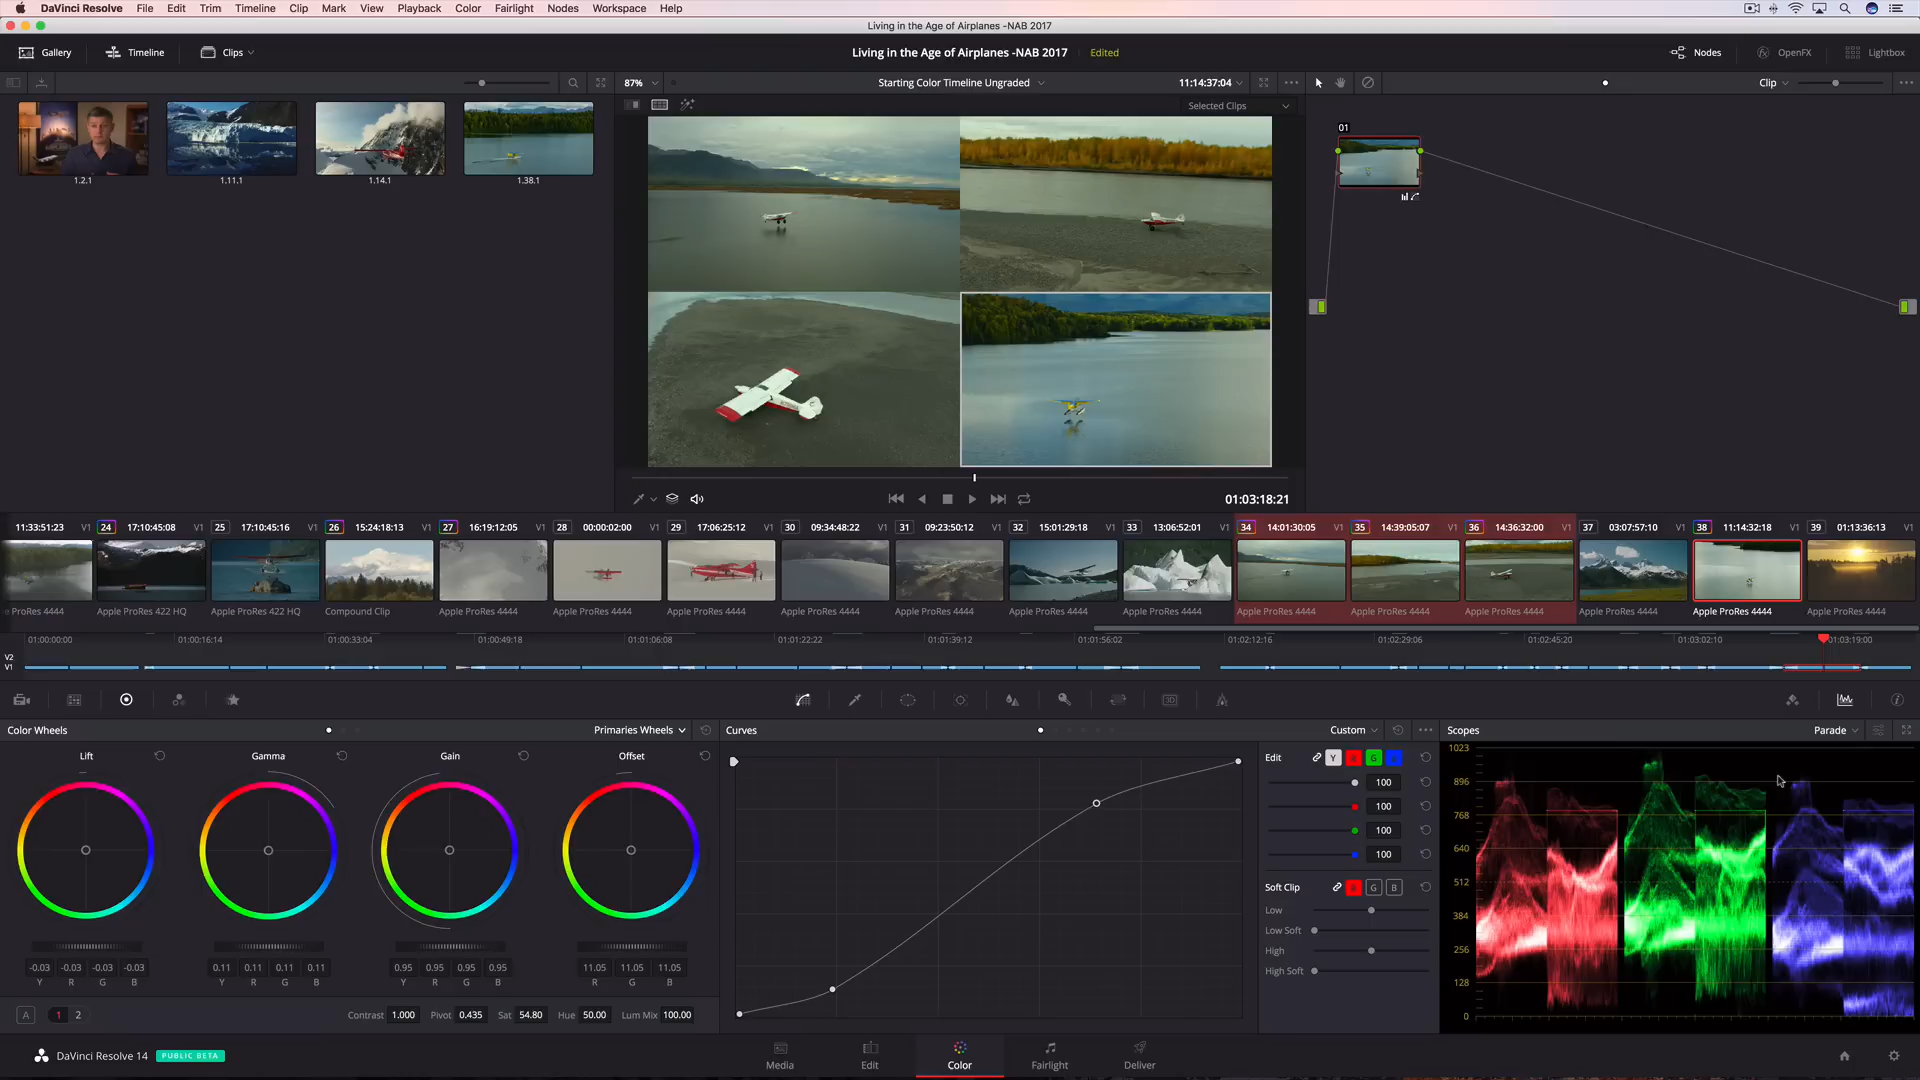 DaVinci Resolve File Edit Trim Timeline Clip Mark View Playback Color Fairlight Nodes Workspace Help
Living in the Age of Airplanes -NAB 2017
Gallery Timeline Clips Living in the Age of Airplanes -NAB 2017 Edited Nodes OpenFX Lightbox
87% Starting Color Timeline Ungraded 11:14:37:04 Clip
Selected Clips
01
1.2.1 1.11.1 1.14.1 1.38.1
01:03:18:21
11:33:51:23 24 17:10:45:08 V1 25 17:10:45:16 V1 26 15:24:18:13 V1 27 16:19:12:05 V1 28 00:00:02:00 V1 29 17:06:25:12 V1 30 09:34:48:22 V1 31 09:23:50:12 V1 32 15:01:29:18 V1 33 13:06:52:01 V1 34 14:01:30:05 V1 35 14:39:05:07 V1 36 14:36:32:00 V1 37 03:07:57:10 V1 38 11:14:32:18 V1 39 01:13:36:13 V1
e ProRes 4444 Apple ProRes 422 HQ Apple ProRes 422 HQ Compound Clip Apple ProRes 4444 Apple ProRes 4444 Apple ProRes 4444 Apple ProRes 4444 Apple ProRes 4444 Apple ProRes 4444 Apple ProRes 4444 Apple ProRes 4444 Apple ProRes 4444 Apple ProRes 4444 Apple ProRes 4444 Apple ProRes 4444 Apple ProRes 4444
01:00:00:00 01:00:16:14 01:00:33:04 01:00:49:18 01:01:06:08 01:01:22:22 01:01:39:12 01:01:56:02 01:02:12:16 01:02:29:06 01:02:45:20 01:03:02:10 01:03:19:00
V2
V1
3D
Color Wheels Primaries Wheels Curves Custom Scopes Parade
Lift Gamma Gain Offset
Edit Y R G
100
100
100
100
Soft Clip R G B
Low
Low Soft
High
High Soft
1023
896
768
640
512
384
256
128
0
-0.03 -0.03 -0.03 -0.03 0.11 0.11 0.11 0.11 0.95 0.95 0.95 0.95 11.05 11.05 11.05
Y R G B Y R G B Y R G B R G B
A 1 2 Contrast 1.000 Pivot 0.435 Sat 54.80 Hue 50.00 Lum Mix 100.00
DaVinci Resolve 14 PUBLIC BETA Media Edit Color Fairlight Deliver